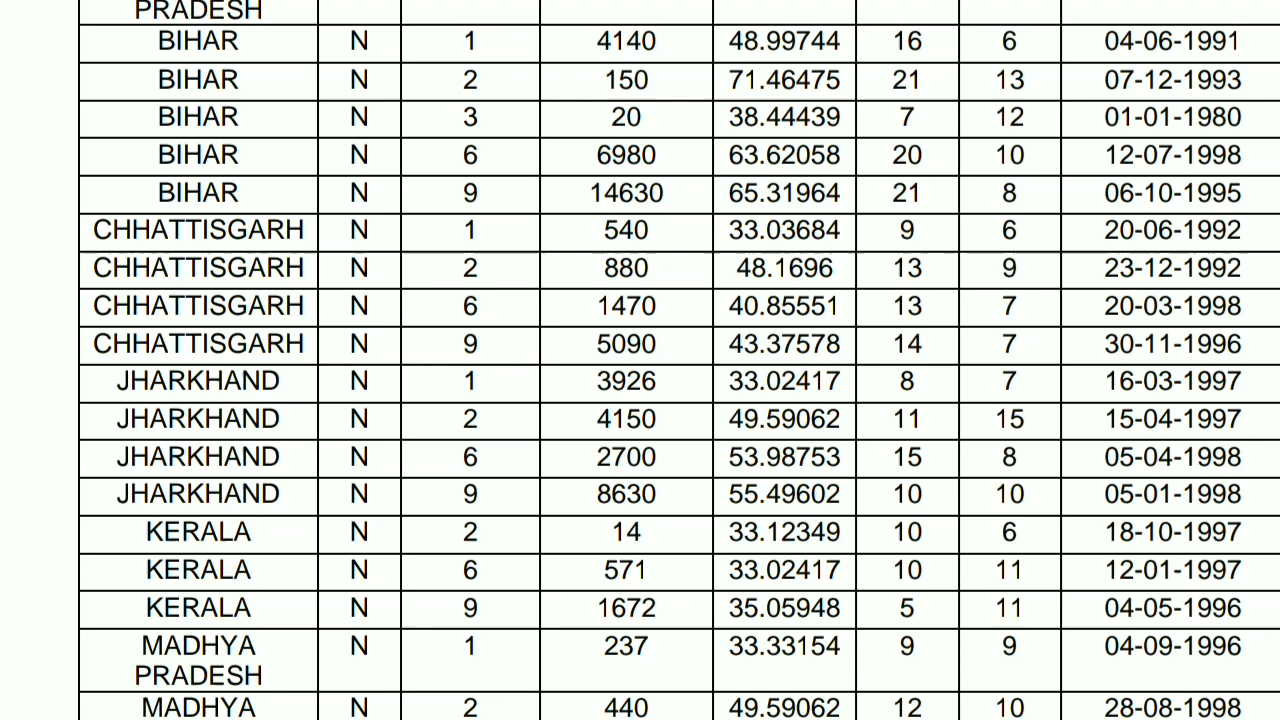 PRADESH
BIHAR N 1 4140 48.99744 16 6 04-06-1991
BIHAR N 2 150 71.46475 21 13 07-12-1993
BIHAR N 3 20 38.44439 7 12 01-01-1980
BIHAR N 6 6980 63.62058 20 10 12-07-1998
BIHAR N 9 14630 65.31964 21 8 06-10-1995
CHHATTISGARH N 1 540 33.03684 9 6 20-06-1992
CHHATTISGARH N 2 880 48.1696 13 9 23-12-1992
CHHATTISGARH N 6 1470 40.85551 13 7 20-03-1998
CHHATTISGARH N 9 5090 43.37578 14 7 30-11-1996
JHARKHAND N 1 3926 33.02417 8 7 16-03-1997
JHARKHAND N 2 4150 49.59062 11 15 15-04-1997
JHARKHAND N 6 2700 53.98753 15 8 05-04-1998
JHARKHAND N 9 8630 55.49602 10 10 05-01-1998
KERALA N 2 14 33.12349 10 6 18-10-1997
KERALA N 6 571 33.02417 10 11 12-01-1997
KERALA N 9 1672 35.05948 5 11 04-05-1996
MADHYA N 1 237 33.33154 9 9 04-09-1996
PRADESH
MADHYA N 2 440 49.59062 12 10 28-08-1998